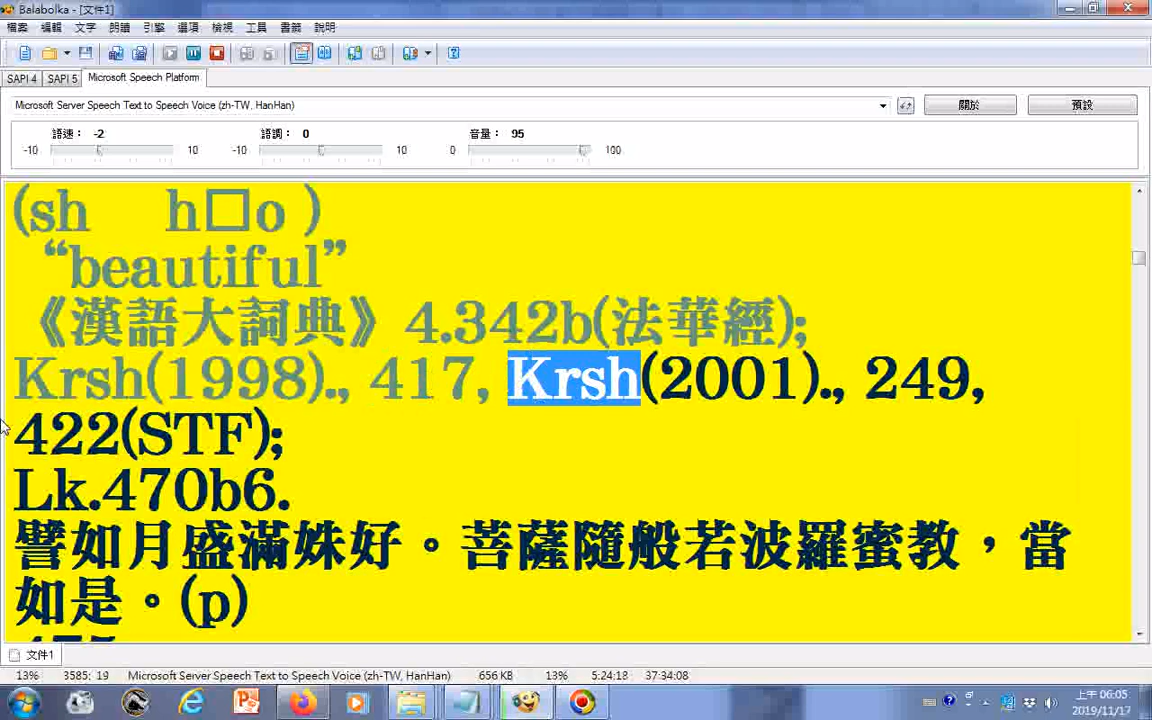 Balabolka - [文件1]
檔案 編輯 文字 朗讀 引擎 選項 檢視 工具 書籤 說明
SAPI 4 SAPI 5 Microsoft Speech Platform
Microsoft Server Speech Text to Speech Voice (zh-TW, HanHan) 關於 預設
語速： -2 語調： 0 音量： 95
-10 10 -10 10 0 100
(sh h□o )
“beautiful”
《漢語大詞典》 4.342b(法華經);
Krsh(1998)., 417, Krsh(2001)., 249,
422(STF);
Lk.470b6.
譬如月盛滿姝好。菩薩隨般若波羅蜜教，當
如是。(p)
文件1
13% 3585: 19 Microsoft Server Speech Text to Speech Voice (zh-TW, HanHan) 656 KB 13% 5:24:18 37:34:08
上午 06:05
2019/11/17